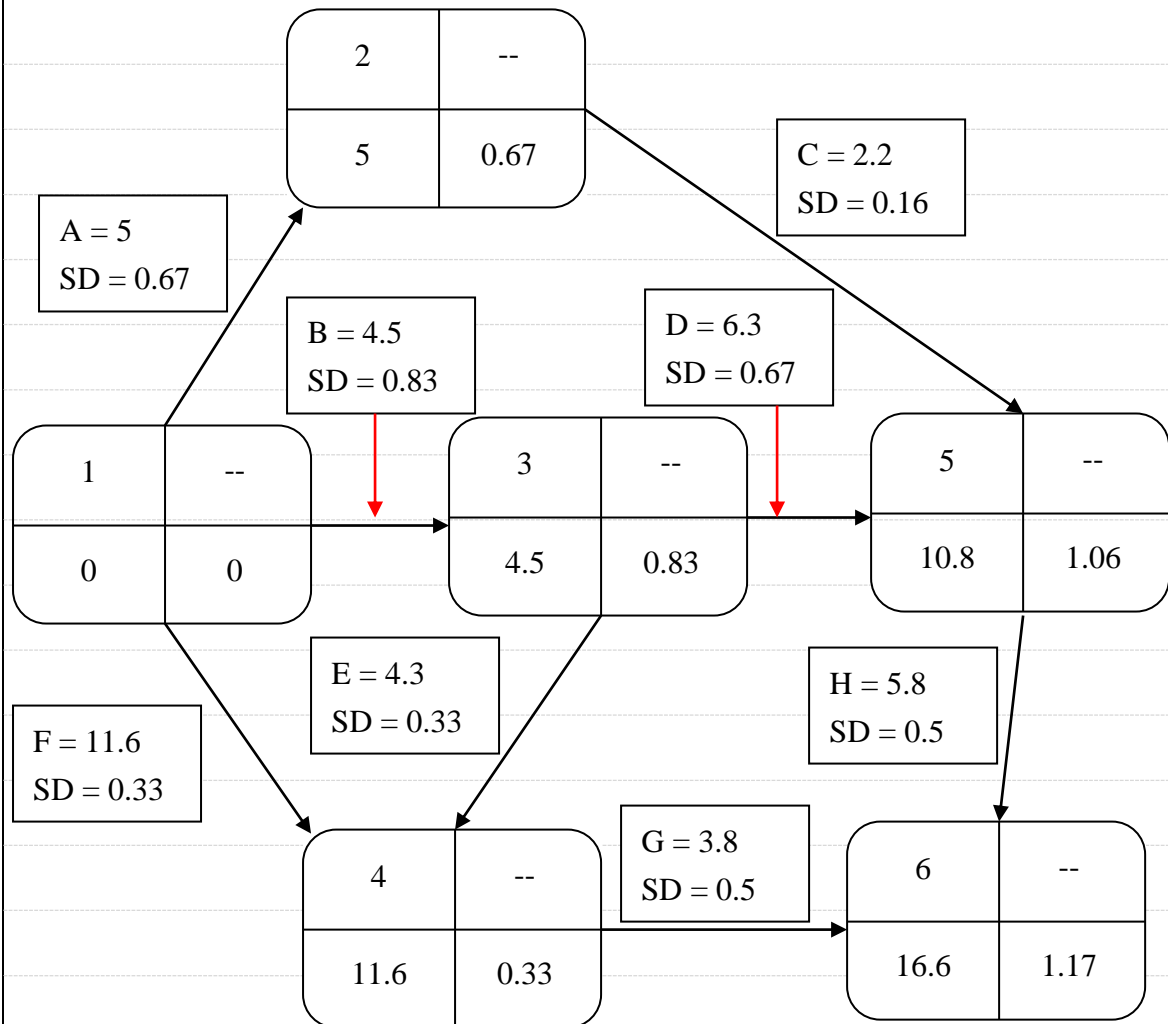 2 --
5 0.67
C = 2.2
SD = 0.16
A = 5
SD = 0.67
B = 4.5
SD = 0.83
D = 6.3
SD = 0.67
1 --
0 0
3 --
4.5 0.83
5 --
10.8 1.06
E = 4.3
SD = 0.33
H = 5.8
SD = 0.5
F = 11.6
SD = 0.33
G = 3.8
SD = 0.5
4 --
11.6 0.33
6 --
16.6 1.17